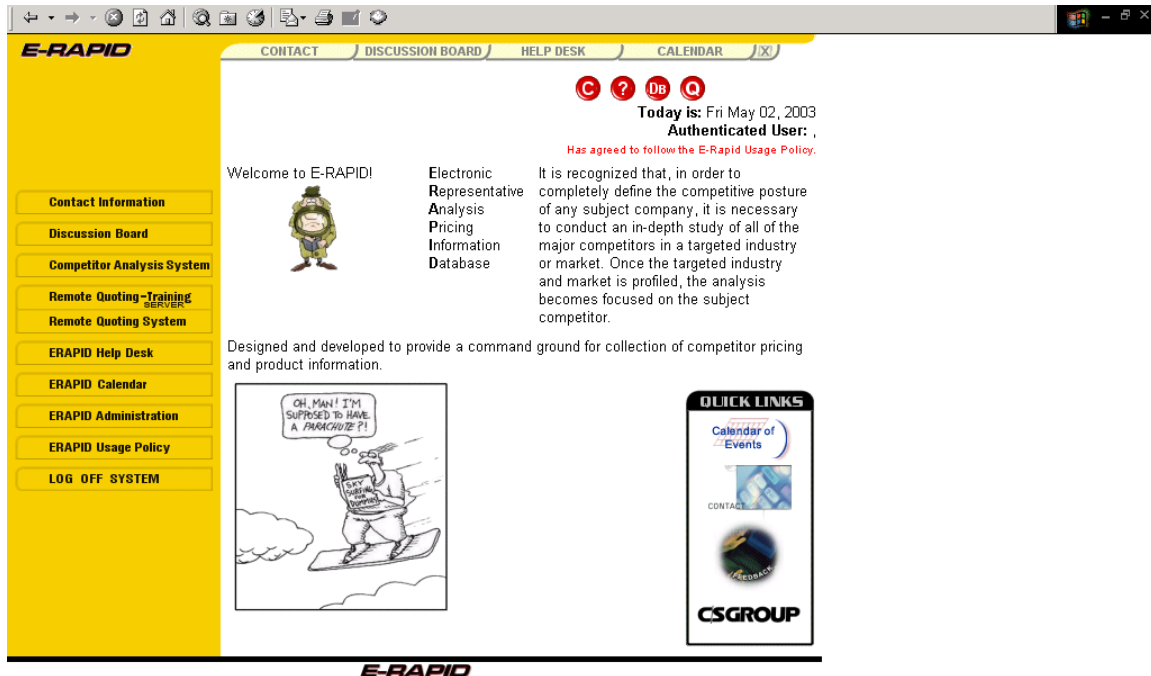 E-RAPID
CONTACT
DISCUSSION BOARD
HELP DESK
CALENDAR
X
C ? DB Q
Today is: Fri May 02, 2003
Authenticated User: ,
Has agreed to follow the E-Rapid Usage Policy.
Contact Information
Discussion Board
Competitor Analysis System
Remote Quoting-Training
SERVER
Remote Quoting System
ERAPID Help Desk
ERAPID Calendar
ERAPID Administration
ERAPID Usage Policy
LOG OFF SYSTEM
Welcome to E-RAPID!
Electronic
Representative
Analysis
Pricing
Information
Database
It is recognized that, in order to
completely define the competitive posture
of any subject company, it is necessary
to conduct an in-depth study of all of the
major competitors in a targeted industry
or market. Once the targeted industry
and market is profiled, the analysis
becomes focused on the subject
competitor.
Designed and developed to provide a command ground for collection of competitor pricing
and product information.
OH, MAN! I'M
SUPPOSED TO HAVE
A PARACHUTE?!
SKY
SURFING
FOR
DUMMIES
QUICK LINKS
Calendar of
Events
CONTACT
FEEDBACK
CSGROUP
E-RAPID